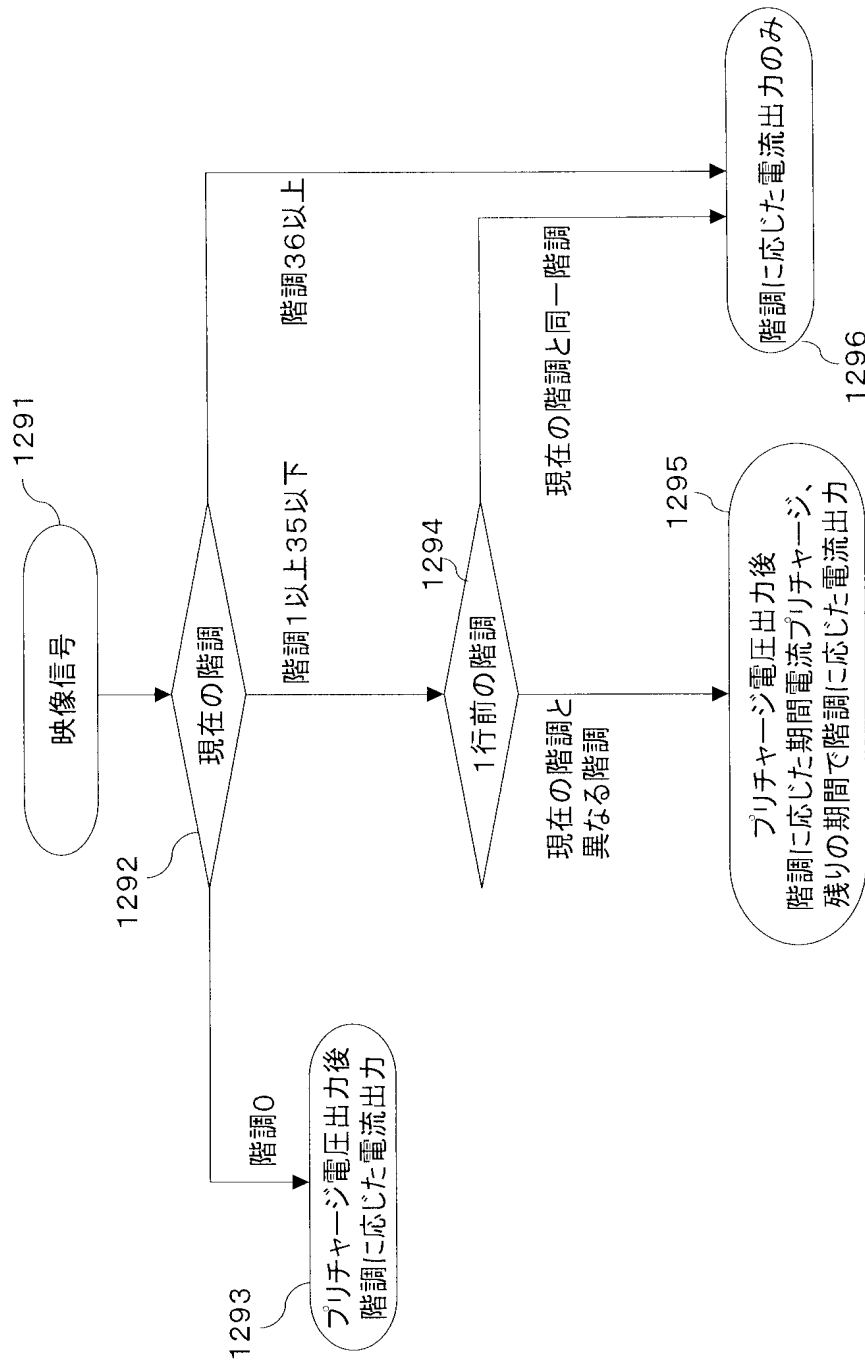 1291
映像信号
1292
現在の階調
階調0
階調1以上35以下
階調36以上
1293
プリチャージ電圧出力後
階調に応じた電流出力
1294
1行前の階調
現在の階調と
異なる階調
現在の階調と同一階調
1295
プリチャージ電圧出力後
階調に応じた期間電流プリチャージ、
残りの期間で階調に応じた電流出力
階調に応じた電流出力のみ
1296